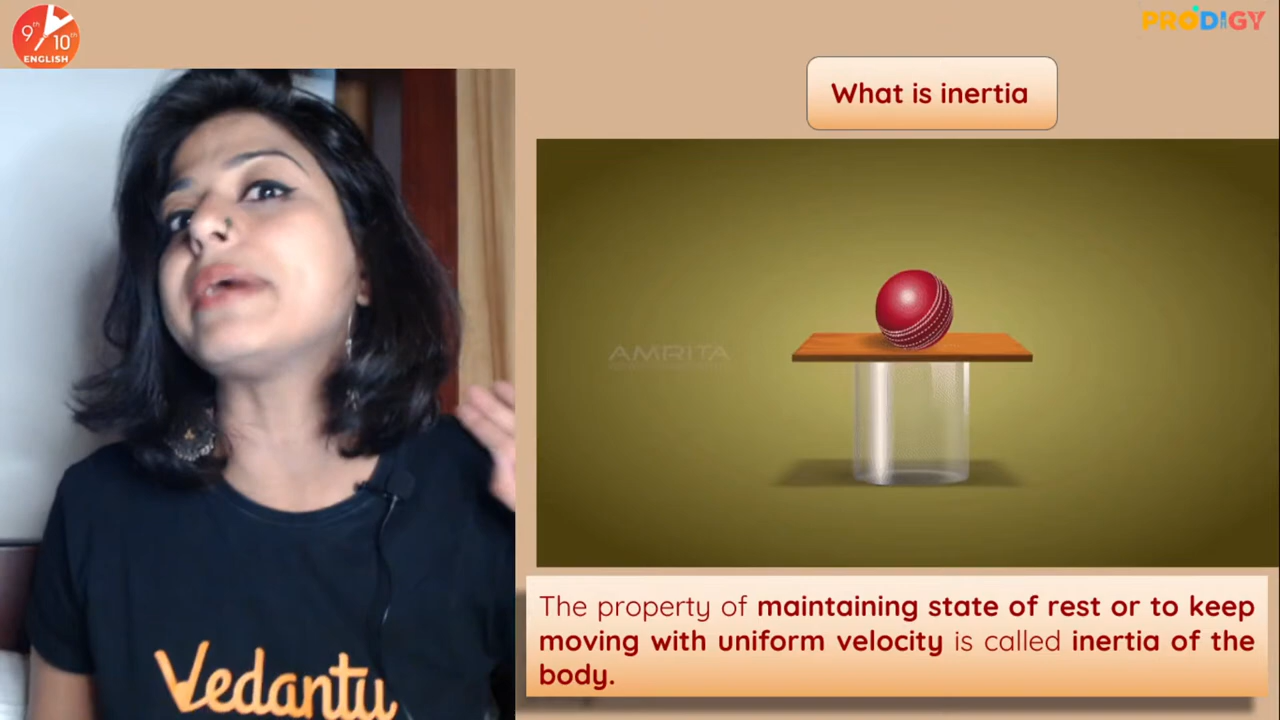 9th
10th
ENGLISH
PRODIGY
What is inertia
AMRITA
The property of maintaining state of rest or to keep
moving with uniform velocity is called inertia of the
body.
Vedantu